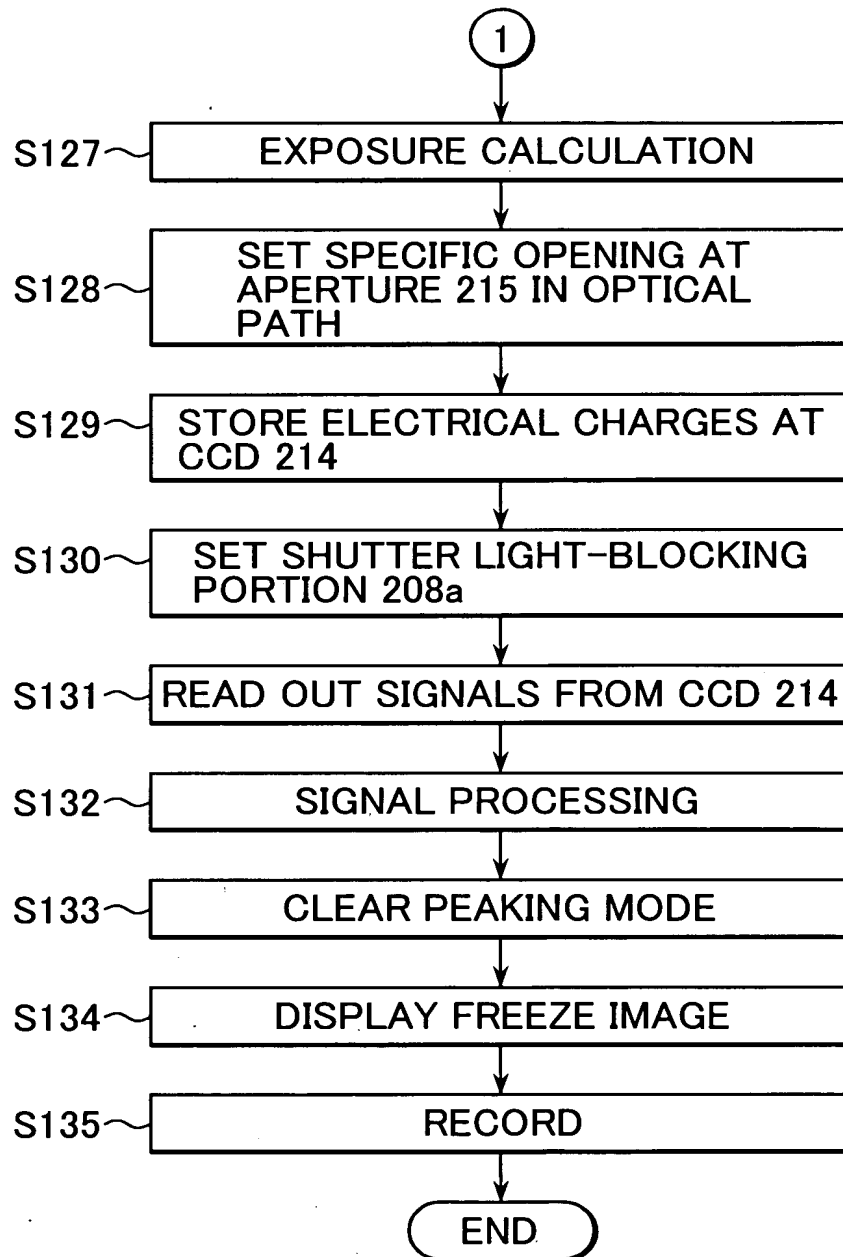 1
S127 EXPOSURE CALCULATION
SET SPECIFIC OPENING AT
S128 APERTURE 215 IN OPTICAL
PATH
S129 STORE ELECTRICAL CHARGES AT
CCD 214
S130 SET SHUTTER LIGHT-BLOCKING
PORTION 208a
S131 READ OUT SIGNALS FROM CCD 214
S132 SIGNAL PROCESSING
S133 CLEAR PEAKING MODE
S134 DISPLAY FREEZE IMAGE
S135 RECORD
END